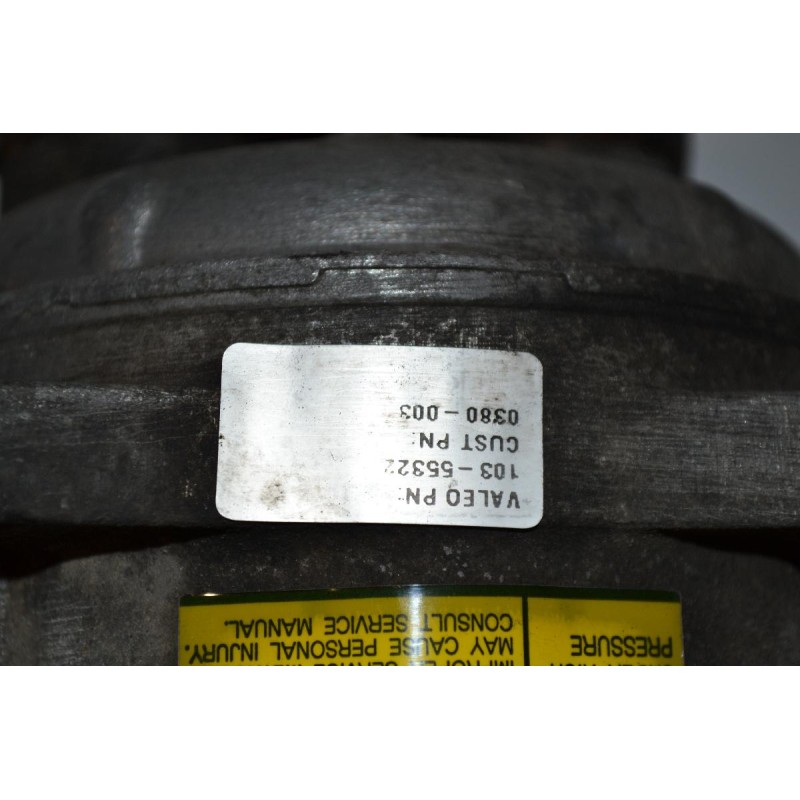 VALEO PN:
103-55322
CUST PN:
0380-003
PRESSURE
MAY CAUSE PERSONAL INJURY.
CONSULT SERVICE MANUAL.